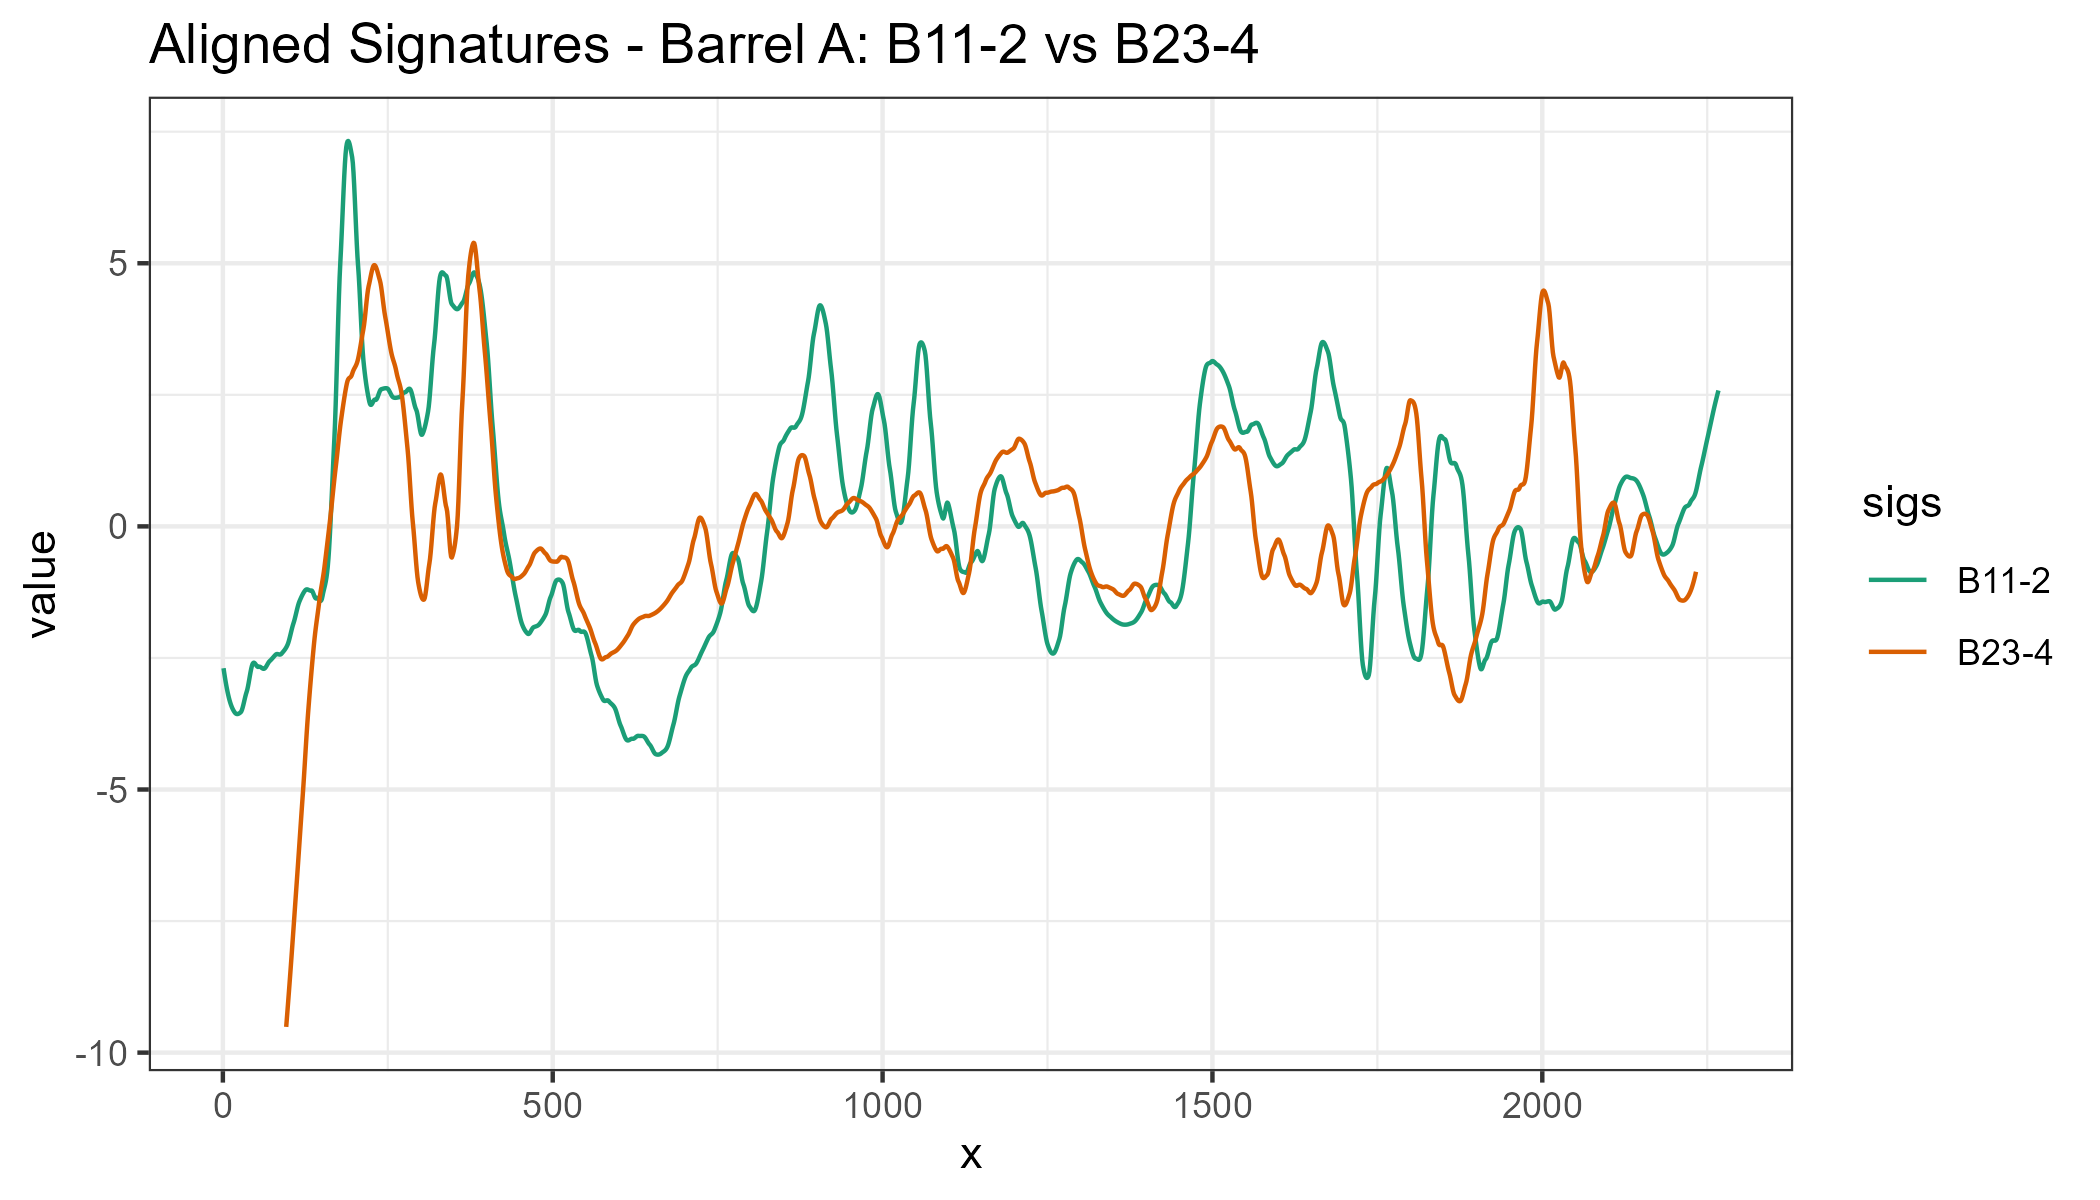 Aligned Signatures - Barrel A: B11-2 vs B23-4
value
5
0
-5
-10
0 500 1000 1500 2000
x
sigs
B11-2
B23-4